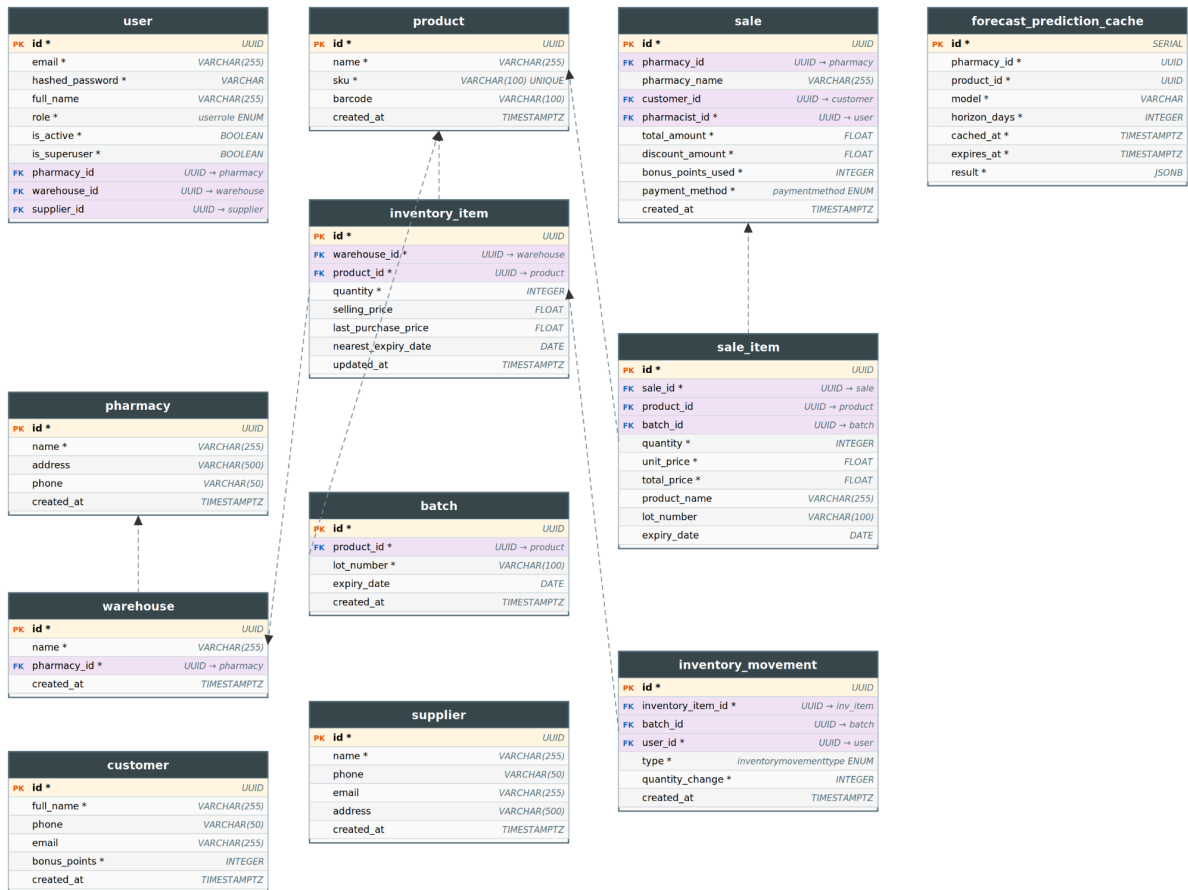 user
PK id * UUID
email * VARCHAR(255)
hashed_password * VARCHAR
full_name VARCHAR(255)
role * userrole ENUM
is_active * BOOLEAN
is_superuser * BOOLEAN
FK pharmacy_id UUID → pharmacy
FK warehouse_id UUID → warehouse
FK supplier_id UUID → supplier
pharmacy
PK id * UUID
name * VARCHAR(255)
address VARCHAR(500)
phone VARCHAR(50)
created_at TIMESTAMPTZ
warehouse
PK id * UUID
name * VARCHAR(255)
FK pharmacy_id * UUID → pharmacy
created_at TIMESTAMPTZ
customer
PK id * UUID
full_name * VARCHAR(255)
phone VARCHAR(50)
email VARCHAR(255)
bonus_points * INTEGER
created_at TIMESTAMPTZ
product
PK id * UUID
name * VARCHAR(255)
sku * VARCHAR(100) UNIQUE
barcode VARCHAR(100)
created_at TIMESTAMPTZ
inventory_item
PK id * UUID
FK warehouse_id * UUID → warehouse
FK product_id * UUID → product
quantity * INTEGER
selling_price FLOAT
last_purchase_price FLOAT
nearest_expiry_date DATE
updated_at TIMESTAMPTZ
batch
PK id * UUID
FK product_id * UUID → product
lot_number * VARCHAR(100)
expiry_date DATE
created_at TIMESTAMPTZ
supplier
PK id * UUID
name * VARCHAR(255)
phone VARCHAR(50)
email VARCHAR(255)
address VARCHAR(500)
created_at TIMESTAMPTZ
sale
PK id * UUID
FK pharmacy_id UUID → pharmacy
pharmacy_name VARCHAR(255)
FK customer_id UUID → customer
FK pharmacist_id * UUID → user
total_amount * FLOAT
discount_amount * FLOAT
bonus_points_used * INTEGER
payment_method * paymentmethod ENUM
created_at TIMESTAMPTZ
sale_item
PK id * UUID
FK sale_id * UUID → sale
FK product_id UUID → product
FK batch_id UUID → batch
quantity * INTEGER
unit_price * FLOAT
total_price * FLOAT
product_name VARCHAR(255)
lot_number VARCHAR(100)
expiry_date DATE
inventory_movement
PK id * UUID
FK inventory_item_id * UUID → inv_item
FK batch_id UUID → batch
FK user_id * UUID → user
type * inventorymovementtype ENUM
quantity_change * INTEGER
created_at TIMESTAMPTZ
forecast_prediction_cache
PK id * SERIAL
pharmacy_id * UUID
product_id * UUID
model * VARCHAR
horizon_days * INTEGER
cached_at * TIMESTAMPTZ
expires_at * TIMESTAMPTZ
result * JSONB